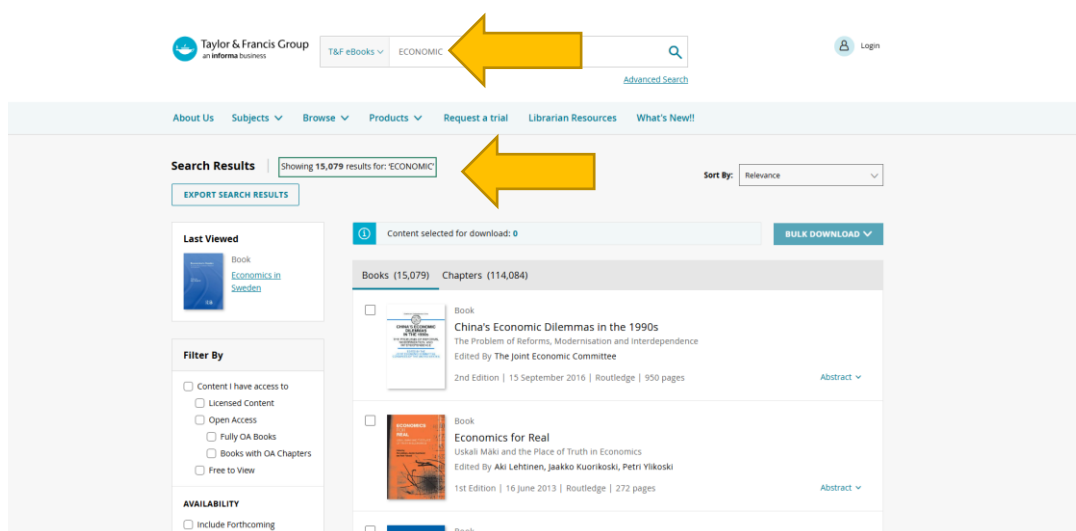 Taylor & Francis Group
an informa business
T&F eBooks
ECONOMIC
Login
Advanced Search
About Us Subjects Browse Products Request a trial Librarian Resources What's New!!
Search Results
Showing 15,079 results for: 'ECONOMIC'
Sort By: Relevance
EXPORT SEARCH RESULTS
Last Viewed
Book
Economics in
Sweden
Content selected for download: 0
BULK DOWNLOAD
Books (15,079) Chapters (114,084)
Filter By
Content I have access to
Licensed Content
Open Access
Fully OA Books
Books with OA Chapters
Free to View
AVAILABILITY
Include Forthcoming
Book
China's Economic Dilemmas in the 1990s
The Problem of Reforms, Modernisation and Interdependence
Edited By The Joint Economic Committee
2nd Edition | 15 September 2016 | Routledge | 950 pages
Abstract
CHINA'S ECONOMIC
DILEMMAS
IN THE 1990s
Book
Economics for Real
Uskali Mäki and the Place of Truth in Economics
Edited By Aki Lehtinen, Jaakko Kuorikoski, Petri Ylikoski
1st Edition | 16 June 2013 | Routledge | 272 pages
Abstract
ECONOMICS
FOR
REAL
Book